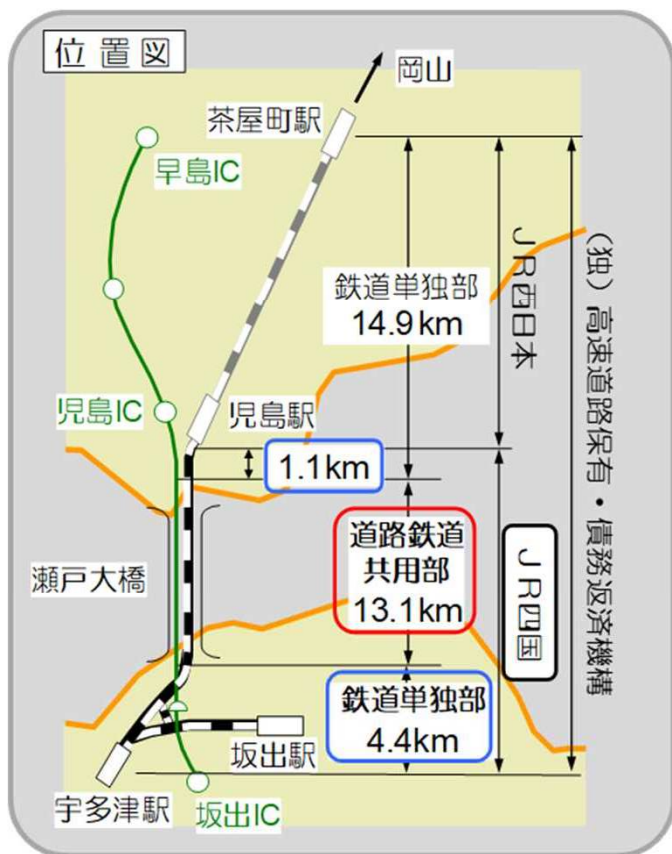 位置図
岡山
茶屋町駅
早島IC
鉄道単独部
14.9km
JR西日本
(独)高速道路保有・債務返済機構
児島IC
児島駅
1.1km
道路鉄道
共用部
13.1km
JR四国
瀬戸大橋
鉄道単独部
4.4km
坂出駅
宇多津駅
坂出IC